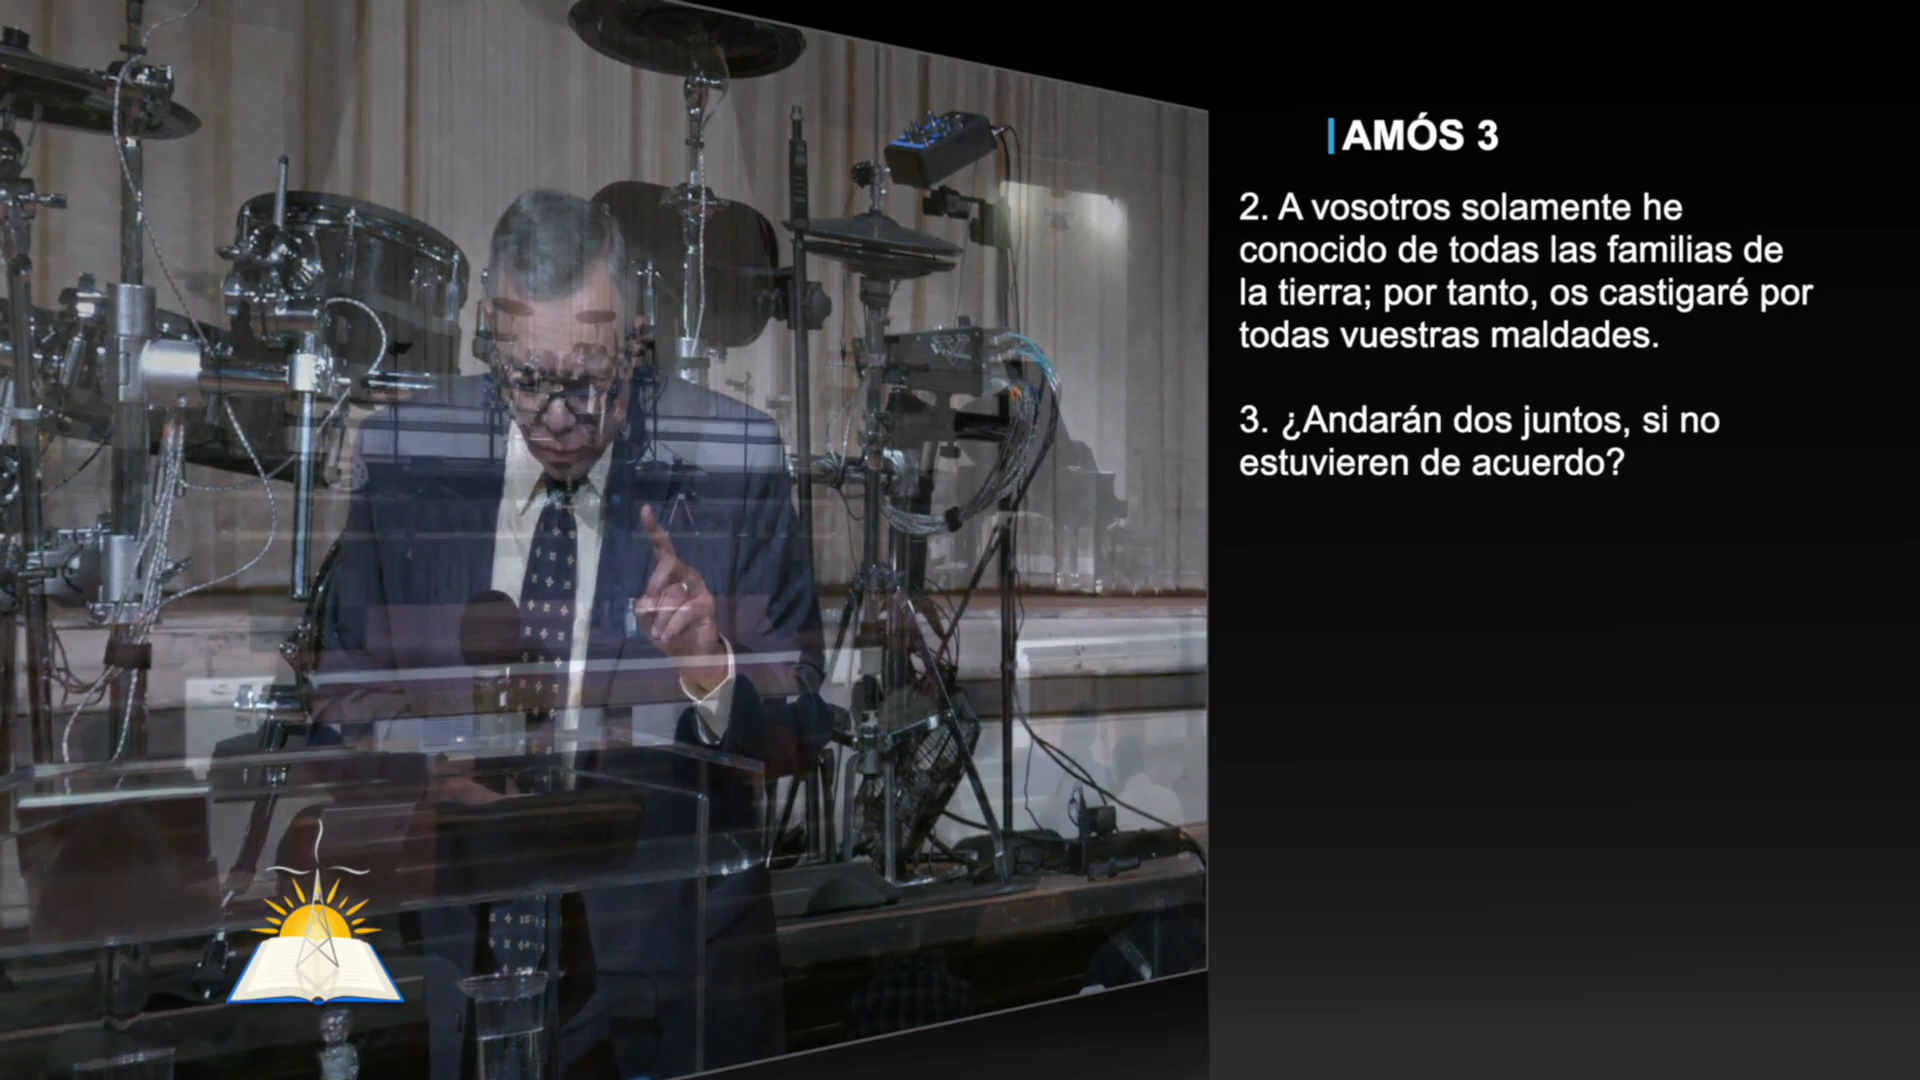 AMÓS 3
2. A vosotros solamente he
conocido de todas las familias de
la tierra; por tanto, os castigaré por
todas vuestras maldades.
3. ¿Andarán dos juntos, si no
estuvieren de acuerdo?